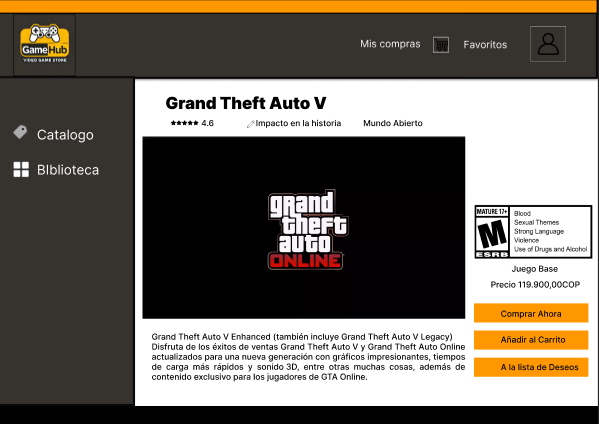 GameHub
VIDEO GAME STORE
Mis compras
Favoritos
Catalogo
BIblioteca
Grand Theft Auto V
★★★★★ 4.6
Impacto en la historia
Mundo Abierto
grand
theft
auto
ONLINE
MATURE 17+
M
ESRB
Blood
Sexual Themes
Strong Language
Violence
Use of Drugs and Alcohol
Juego Base
Precio 119.900,00COP
Comprar Ahora
Añadir al Carrito
A la lista de Deseos
Grand Theft Auto V Enhanced (también incluye Grand Theft Auto V Legacy)
Disfruta de los éxitos de ventas Grand Theft Auto V y Grand Theft Auto Online
actualizados para una nueva generación con gráficos impresionantes, tiempos
de carga más rápidos y sonido 3D, entre otras muchas cosas, además de
contenido exclusivo para los jugadores de GTA Online.